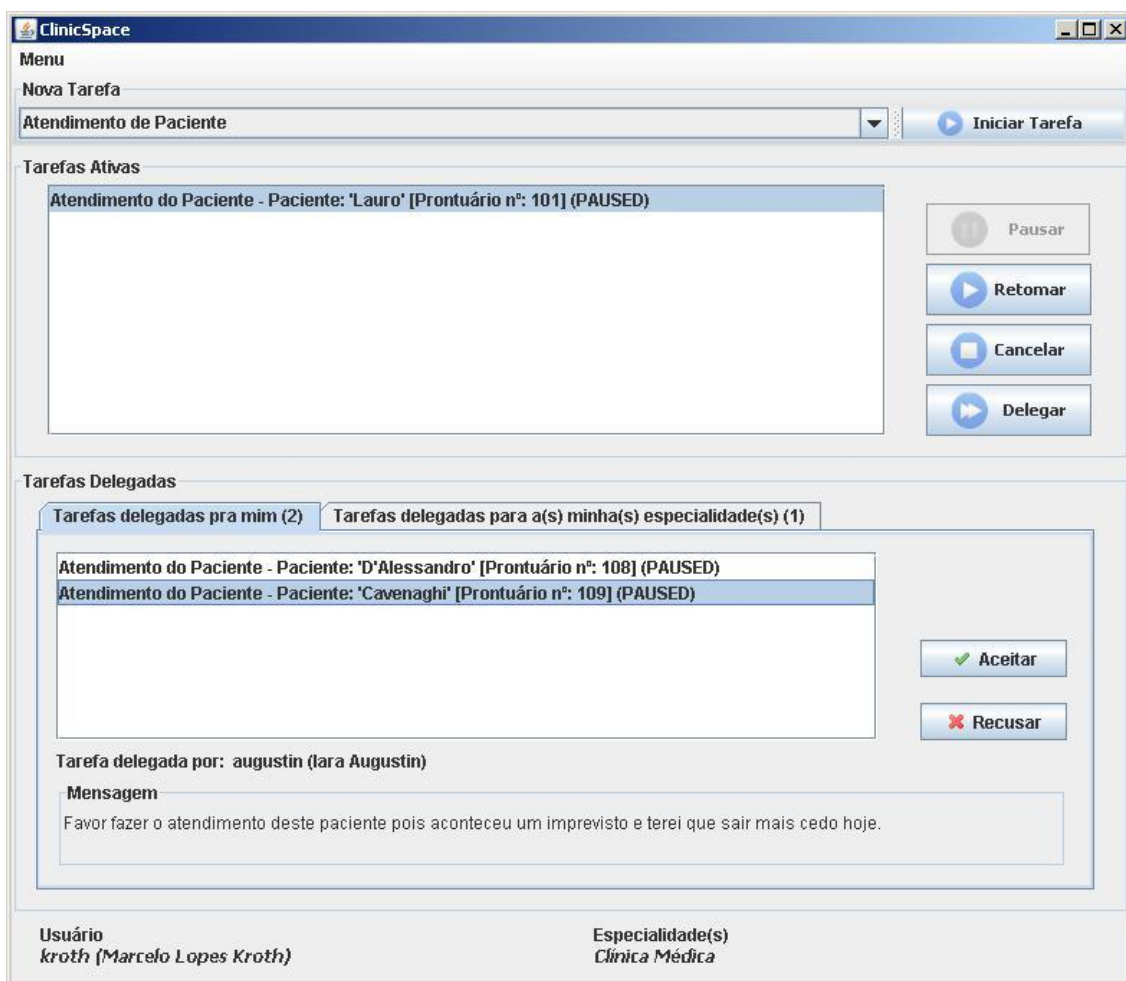 ClinicSpace
Menu
Nova Tarefa
Atendimento de Paciente
Iniciar Tarefa
Tarefas Ativas
Atendimento do Paciente - Paciente: 'Lauro' [Prontuário nº: 101] (PAUSED)
Pausar
Retomar
Cancelar
Delegar
Tarefas Delegadas
Tarefas delegadas pra mim (2)
Tarefas delegadas para a(s) minha(s) especialidade(s) (1)
Atendimento do Paciente - Paciente: 'D'Alessandro' [Prontuário nº: 108] (PAUSED)
Atendimento do Paciente - Paciente: 'Cavenaghi' [Prontuário nº: 109] (PAUSED)
Aceitar
Recusar
Tarefa delegada por: augustin (Iara Augustin)
Mensagem
Favor fazer o atendimento deste paciente pois aconteceu um imprevisto e terei que sair mais cedo hoje.
Usuário
kroth (Marcelo Lopes Kroth)
Especialidade(s)
Clínica Médica